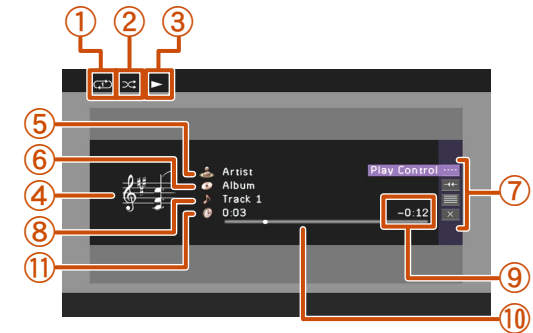 ① ② ③
⑤ Artist Play Control
⑥ Album
④ ⑦
⑧ Track 1
⑪ 0:03 -0:12 ⑨
⑩